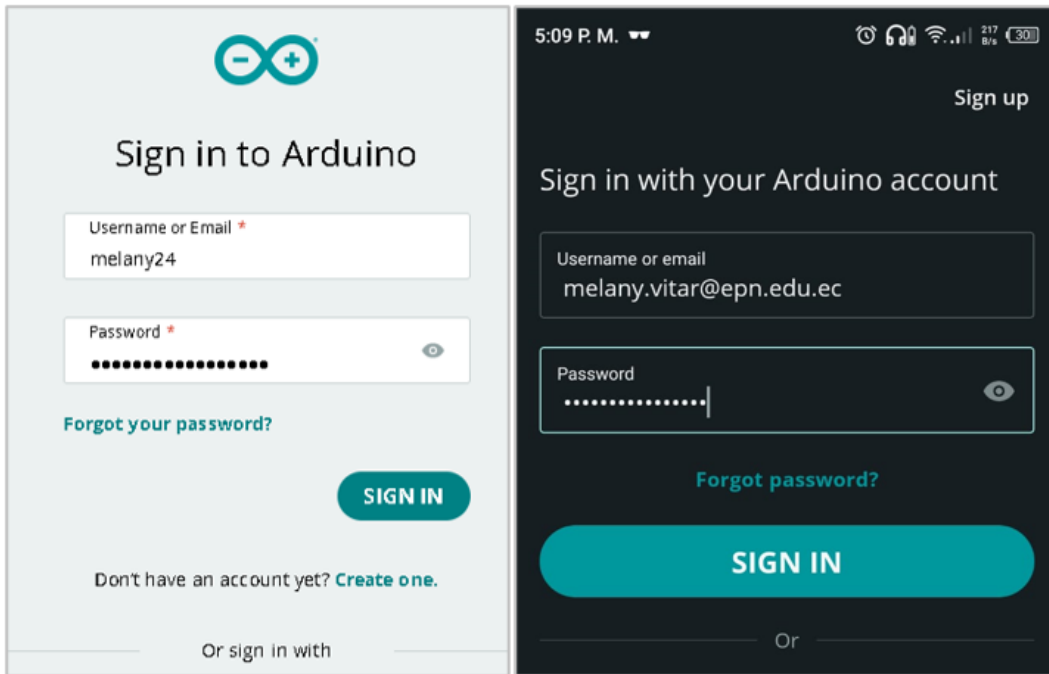 Sign in to Arduino
Username or Email *
melany24
Password *
•••••••••••••••••
Forgot your password?
SIGN IN
Don't have an account yet? Create one.
Or sign in with
5:09 P. M.
217 B/s 30
Sign up
Sign in with your Arduino account
Username or email
melany.vitar@epn.edu.ec
Password
••••••••••••••••
Forgot password?
SIGN IN
Or